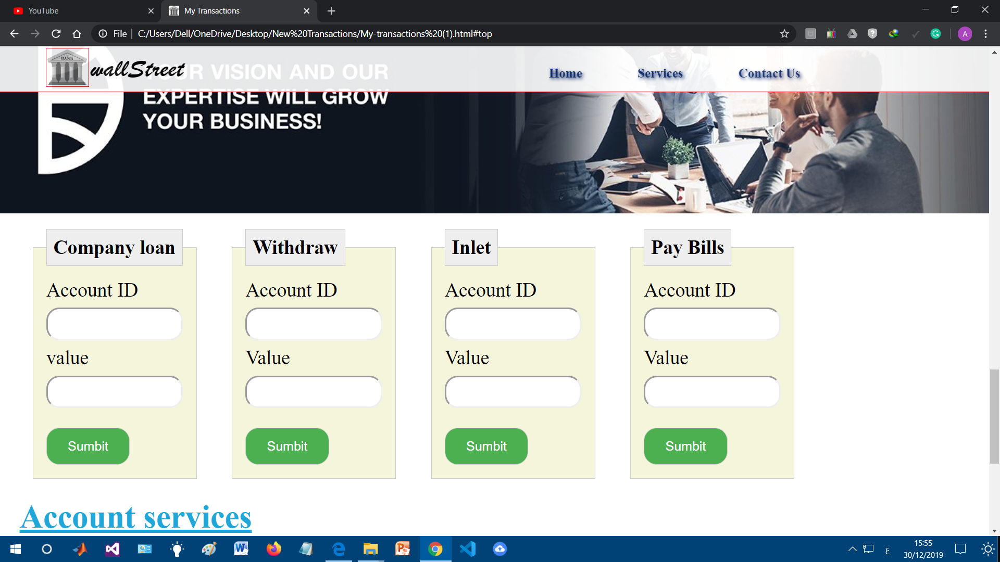 YouTube
My Transactions
File
C:/Users/Dell/OneDrive/Desktop/New%20Transactions/My-transactions%20(1).html#top
A
BANK
wallStreet
Home
Services
Contact Us
YOUR VISION AND OUR
EXPERTISE WILL GROW
YOUR BUSINESS!
Company loan
Withdraw
Inlet
Pay Bills
Account ID
Account ID
Account ID
Account ID
value
Value
Value
Value
Sumbit
Sumbit
Sumbit
Sumbit
Account services
ع
15:55
30/12/2019